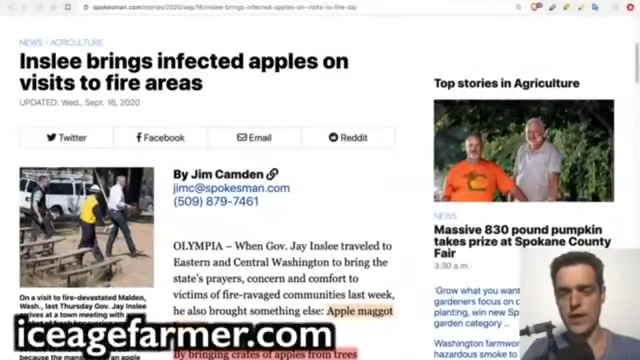 spokesman.com/stories/2020/sep/16/inslee-brings-infected-apples-on-visits-to-fire-da/
NEWS › AGRICULTURE
Inslee brings infected apples on
visits to fire areas
UPDATED: Wed., Sept. 16, 2020
Twitter
Facebook
Email
Reddit
By Jim Camden
jimc@spokesman.com
(509) 879-7461
OLYMPIA – When Gov. Jay Inslee traveled to
Eastern and Central Washington to bring the
state's prayers, concern and comfort to
victims of fire-ravaged communities last week,
he also brought something else: Apple maggot
By bringing crates of apples from trees
On a visit to fire-devastated Malden,
Wash., last Thursday Gov. Jay Inslee
arrives at a town meeting with a
iceagefarmer.com
Top stories in Agriculture
NEWS
Massive 830 pound pumpkin
takes prize at Spokane County
Fair
3:30 a.m.
'Grow what you
gardeners focus on
planting, win new
garden category ...
Washington farmw
hazardous smoke to